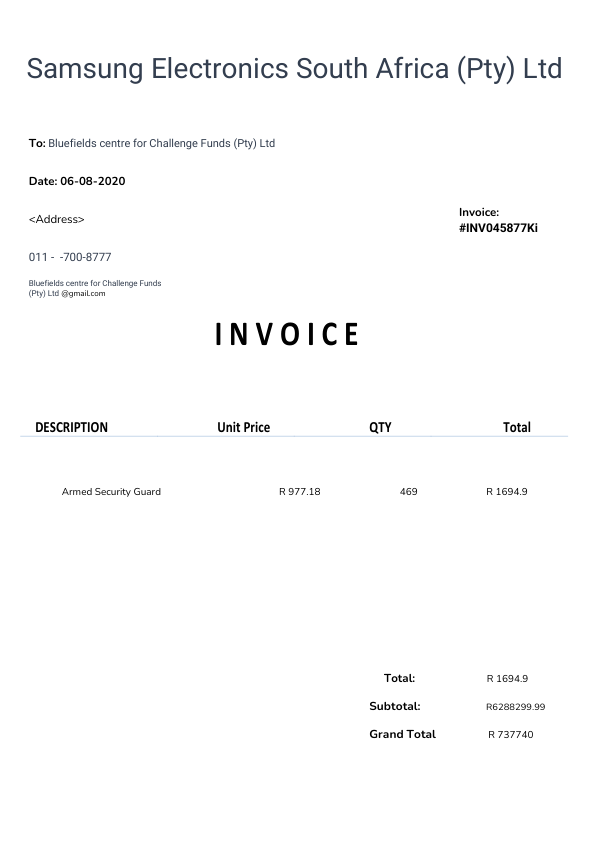 Samsung Electronics South Africa (Pty) Ltd
To: Bluefields centre for Challenge Funds (Pty) Ltd
Date: 06-08-2020
<Address>
Invoice:
#INV045877Ki
011 -  -700-8777
Bluefields centre for Challenge Funds
(Pty) Ltd @gmail.com
INVOICE
DESCRIPTION Unit Price QTY Total
Armed Security Guard R 977.18 469 R 1694.9
Total: R 1694.9
Subtotal: R6288299.99
Grand Total R 737740